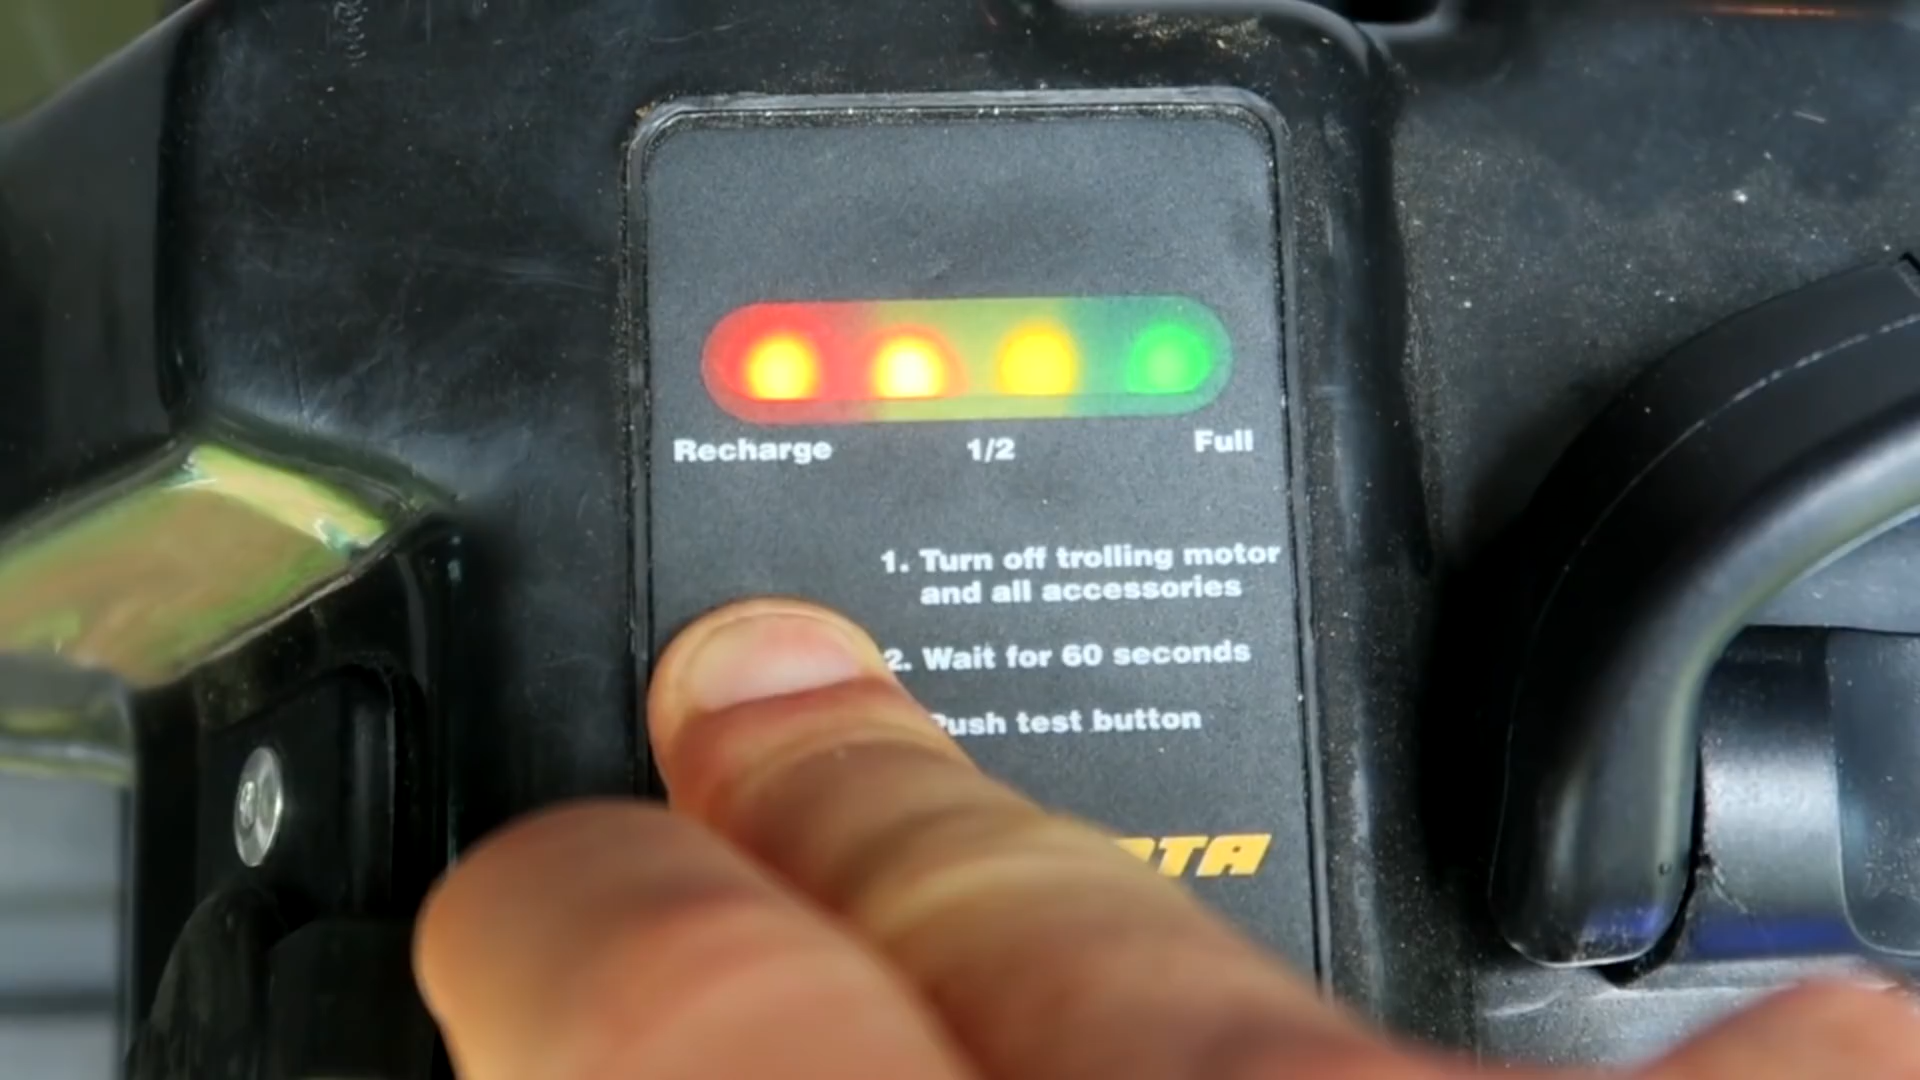 Recharge 1/2 Full
1. Turn off trolling motor
and all accessories
2. Wait for 60 seconds
Push test button